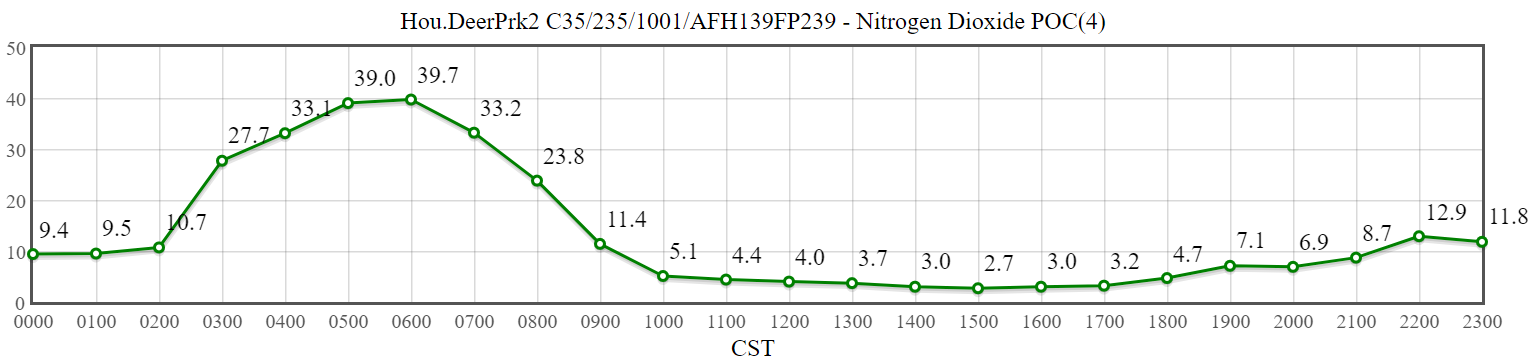 Hou.DeerPrk2 C35/235/1001/AFH139FP239 - Nitrogen Dioxide POC(4)
50
40
30
20
10
0
9.4 9.5 10.7 27.7 33.1 39.0 39.7 33.2 23.8 11.4 5.1 4.4 4.0 3.7 3.0 2.7 3.0 3.2 4.7 7.1 6.9 8.7 12.9 11.8
0000 0100 0200 0300 0400 0500 0600 0700 0800 0900 1000 1100 1200 1300 1400 1500 1600 1700 1800 1900 2000 2100 2200 2300
CST